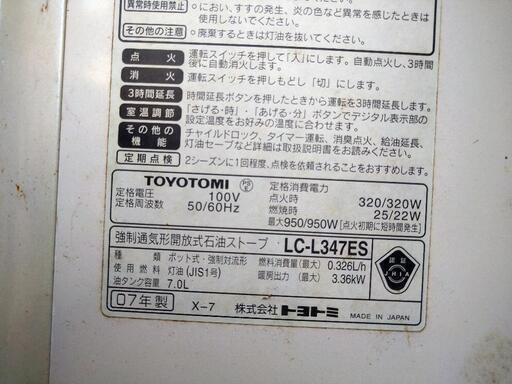 異常時使用禁止
○におい、すすの発生、炎の色など異常を感じたときは
使用しないでください。
その他の注意
○廃棄するときは灯油を抜いてください。
点火
運転スイッチを押して「入」にします。自動点火し、3時間
後に自動消火します。
消火
運転スイッチを押しもどし「切」にします。
3時間延長
時間延長ボタンを押したときから運転を3時間延長します。
室温調節
「さげる・時」・「あげる・分」ボタンでデジタル表示部の
設定温度をお好みの温度に合わせます。
その他の機能
チャイルドロック、タイマー運転、消臭点火、給油延長、
灯油セーブなど詳細は取扱説明書をお読みください。
定期点検
2シーズンに1回程度、点検を依頼されることをおすすめします。
TOYOTOMI
定格電圧 100V
定格周波数 50/60Hz
定格消費電力
点火時 320/320W
燃焼時 25/22W
最大950/950W[点火初期に短時間発生]
強制通気形開放式石油ストーブ LC-L347ES
種類 ポット式・強制対流形 燃料消費量(最大) 0.326L/h
使用燃料 灯油(JIS1号) 暖房出力(最大) 3.36kW
油タンク容量 7.0L
認証
JHIA
07年製 X-7 株式会社トヨトミ MADE IN JAPAN